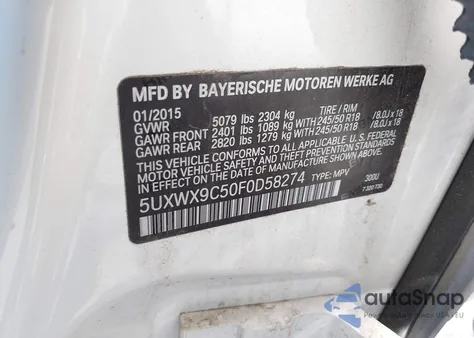 MFD BY BAYERISCHE MOTOREN WERKE AG
01/2015 TIRE / RIM
GVWR 5079 lbs 2304 kg
GAWR FRONT 2401 lbs 1089 kg WITH 245/50 R18 / 8.0J x 18
GAWR REAR 2820 lbs 1279 kg WITH 245/50 R18 / 8.0J x 18
THIS VEHICLE CONFORMS TO ALL APPLICABLE U.S. FEDERAL
MOTOR VEHICLE SAFETY AND THEFT PREVENTION
STANDARDS IN EFFECT ON THE DATE OF
MANUFACTURE SHOWN ABOVE.
5UXWX9C50F0D58274 TYPE: MPV 300U
autoSnap